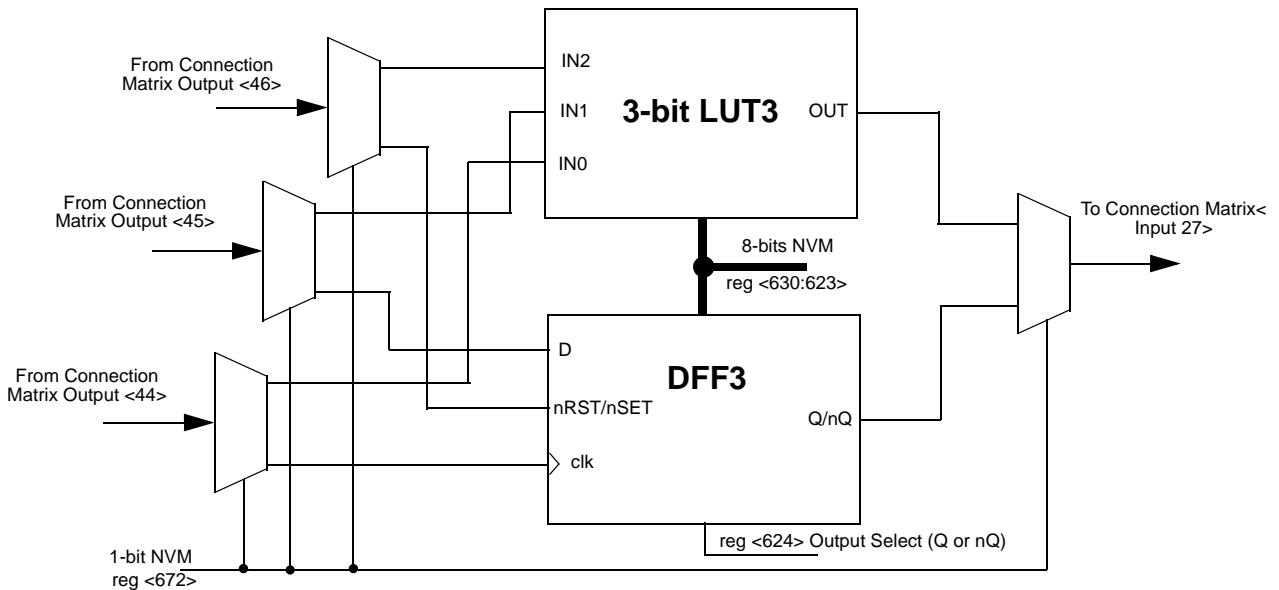 From Connection
Matrix Output <46>
IN2
IN1
IN0
3-bit LUT3
OUT
From Connection
Matrix Output <45>
To Connection Matrix<
Input 27>
8-bits NVM
reg <630:623>
From Connection
Matrix Output <44>
D
DFF3
nRST/nSET
Q/nQ
clk
reg <624> Output Select (Q or nQ)
1-bit NVM
reg <672>